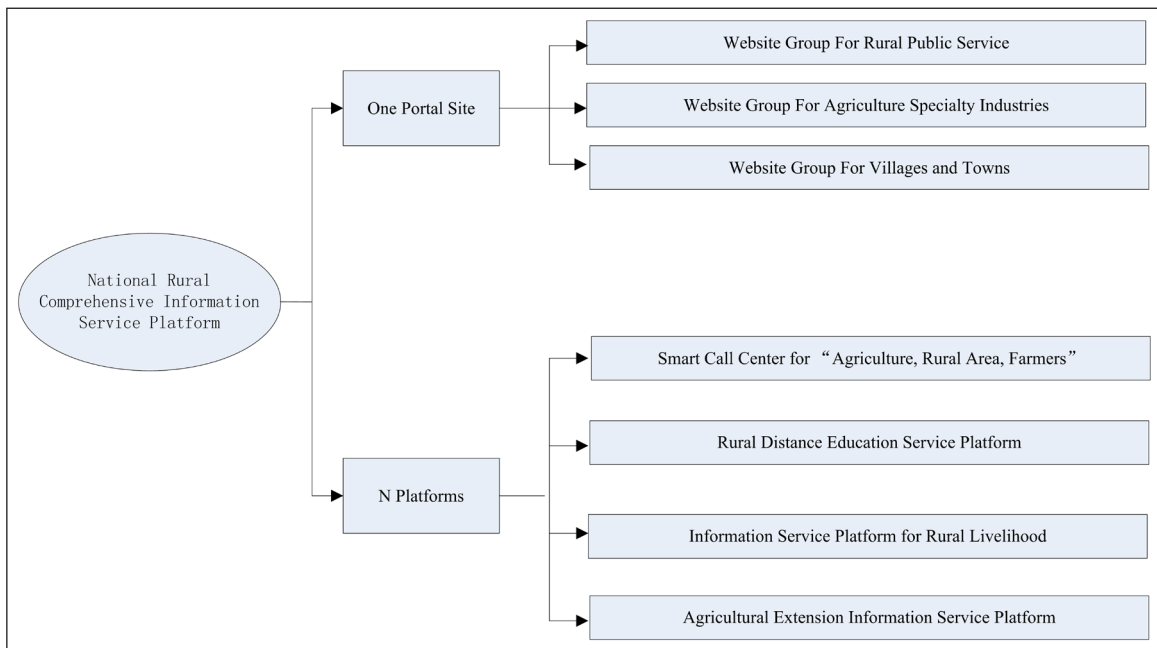 Website Group For Rural Public Service
One Portal Site
Website Group For Agriculture Specialty Industries
Website Group For Villages and Towns
National Rural
Comprehensive Information
Service Platform
Smart Call Center for “Agriculture, Rural Area, Farmers”
Rural Distance Education Service Platform
N Platforms
Information Service Platform for Rural Livelihood
Agricultural Extension Information Service Platform